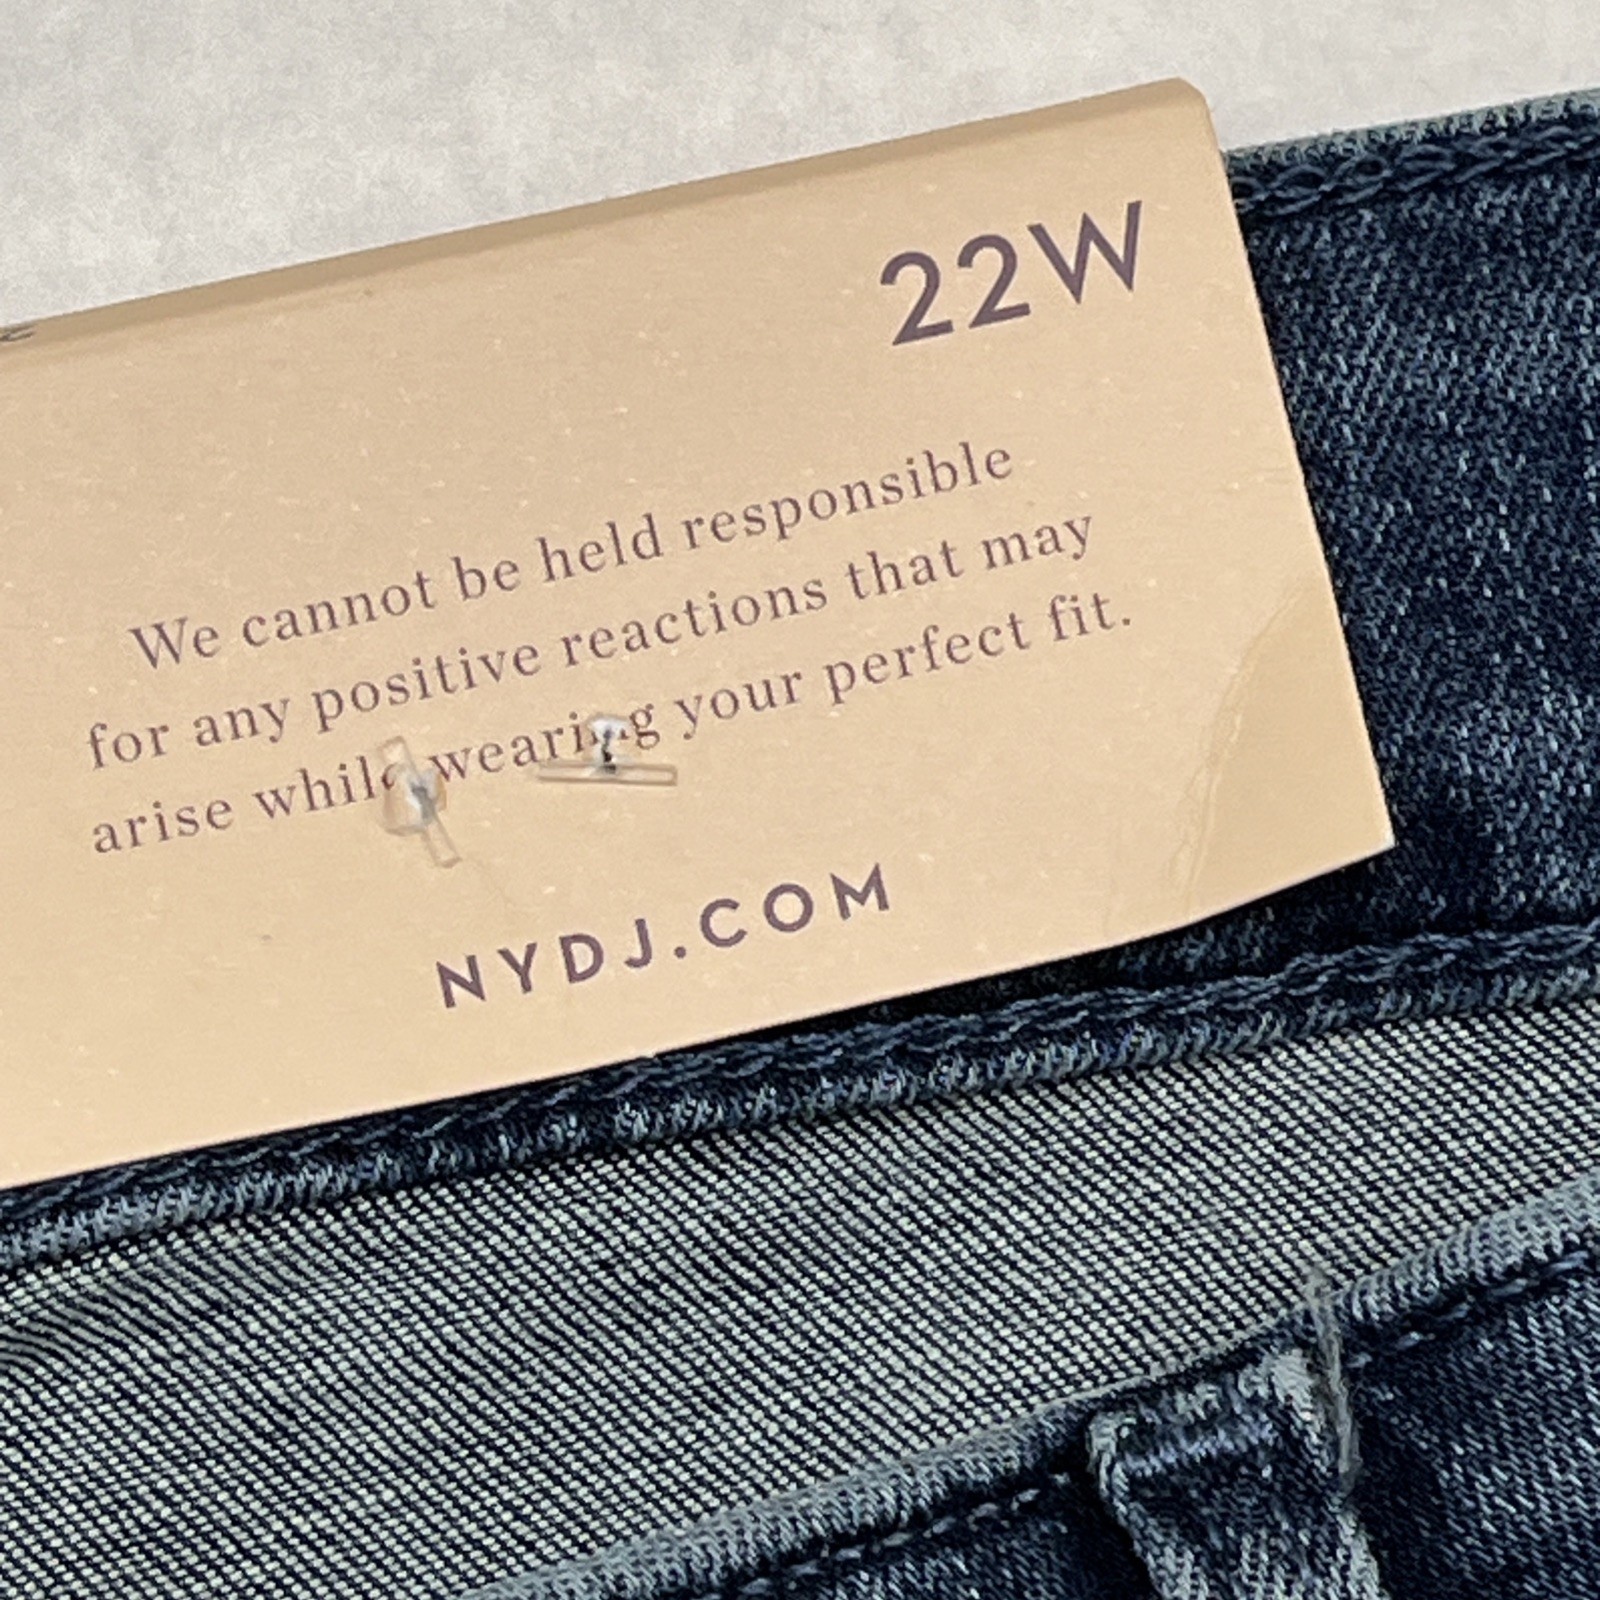 22W
We cannot be held responsible
for any positive reactions that may
arise while wearing your perfect fit.
NYDJ.COM